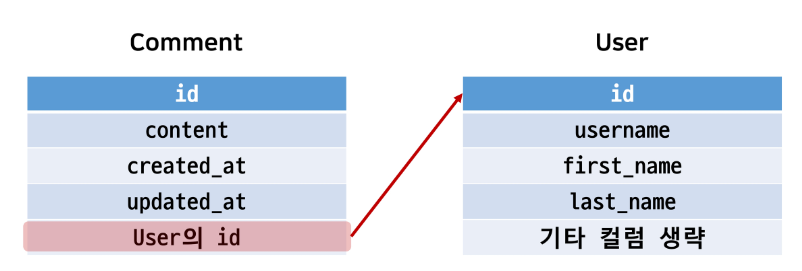 Comment
id
content
created_at
updated_at
User의 id
User
id
username
first_name
last_name
기타 컬럼 생략